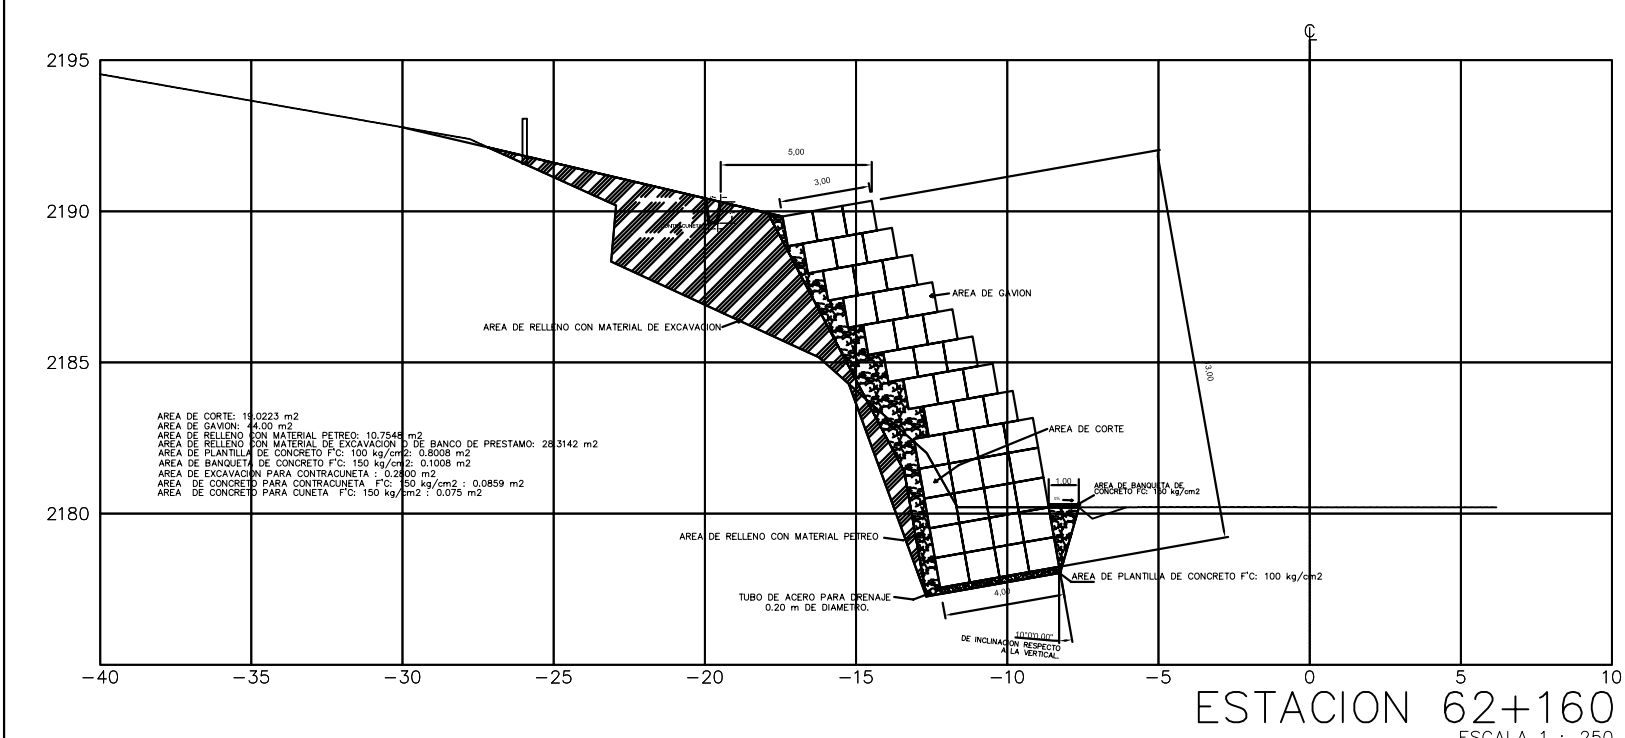 ℄
2195
5,00
3,00
2190
CONTRACUNETA
AREA DE GAVION
AREA DE RELLENO CON MATERIAL DE EXCAVACION
2185
13,00
AREA DE CORTE: 19.0223 m2
AREA DE GAVION: 44.00 m2
AREA DE RELLENO CON MATERIAL PETREO: 10.7548 m2
AREA DE RELLENO CON MATERIAL DE EXCAVACION O DE BANCO DE PRESTAMO: 28.3142 m2
AREA DE PLANTILLA DE CONCRETO F'C: 100 kg/cm2: 0.8008 m2
AREA DE BANQUETA DE CONCRETO F'C: 150 kg/cm2: 0.1008 m2
AREA DE EXCAVACION PARA CONTRACUNETA : 0.2800 m2
AREA DE CONCRETO PARA CONTRACUNETA F'C: 150 kg/cm2 : 0.0859 m2
AREA DE CONCRETO PARA CUNETA F'C: 150 kg/cm2 : 0.075 m2
AREA DE CORTE
1,00
AREA DE BANQUETA DE
CONCRETO FC: 150 kg/cm2
2180
AREA DE RELLENO CON MATERIAL PETREO
AREA DE PLANTILLA DE CONCRETO F'C: 100 kg/cm2
TUBO DE ACERO PARA DRENAJE
0.20 m DE DIAMETRO.
4,00
10°0'0.00"
DE INCLINACION RESPECTO
A LA VERTICAL.
-40 -35 -30 -25 -20 -15 -10 -5 0 5 10
ESTACION 62+160
ESCALA 1 : 250